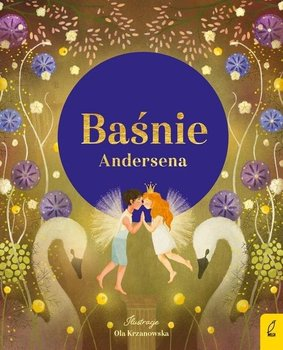 Baśnie
Andersena
Ilustracje
Ola Krzanowska